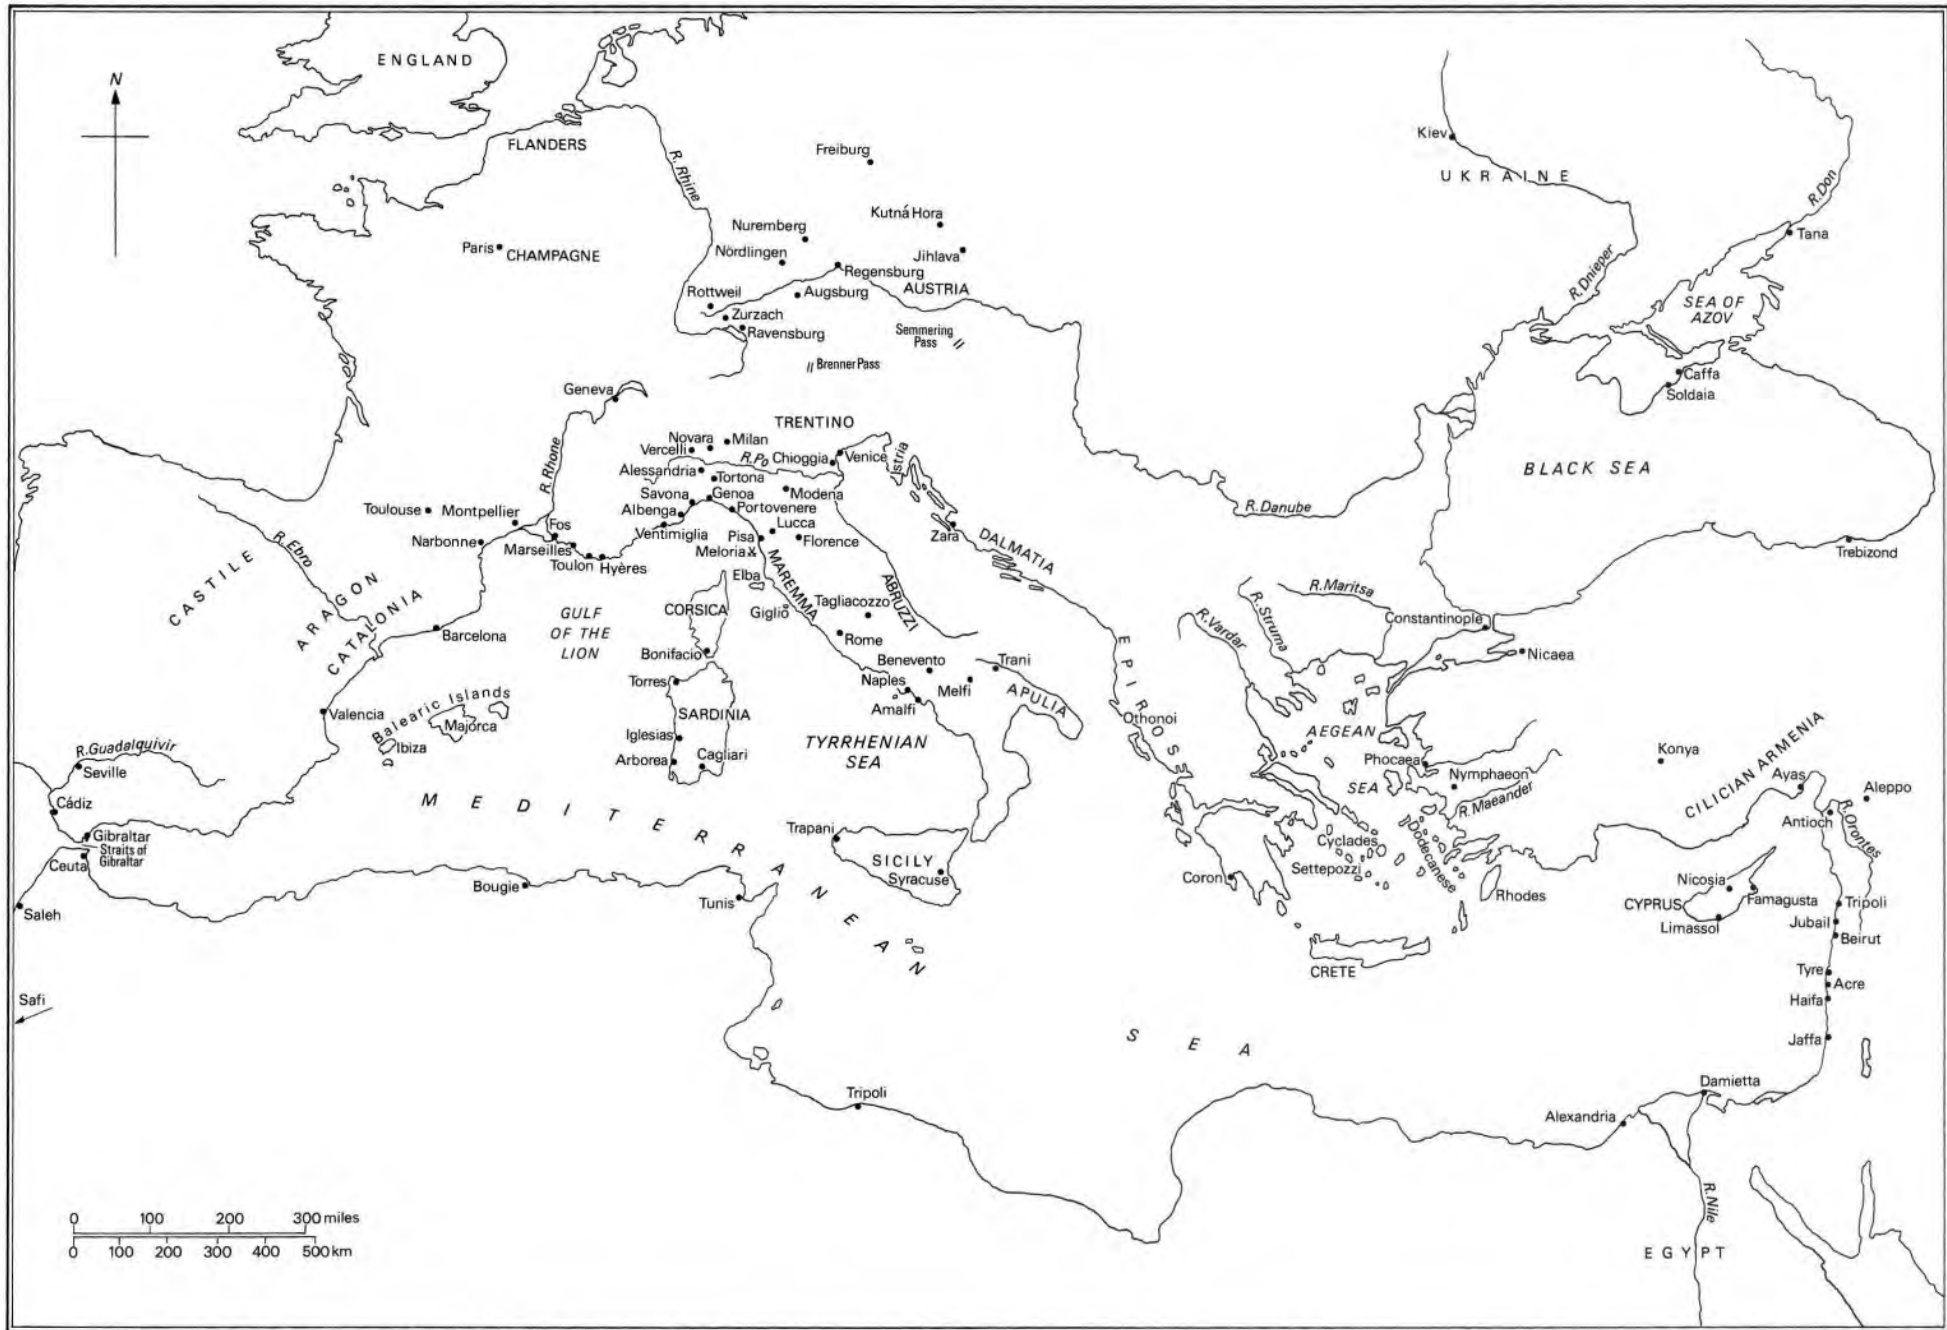 ENGLAND
N
FLANDERS
R. Rhine
Freiburg
Kiev
UKRAINE
R. Don
Tana
Kutná Hora
Nuremberg
Nördlingen
Jihlava
Paris
CHAMPAGNE
Regensburg
AUSTRIA
Augsburg
Rottweil
Zurzach
Ravensburg
Semmering
Pass
Brenner Pass
R. Dnieper
SEA OF
AZOV
Caffa
Soldaia
Geneva
TRENTINO
R. Rhone
Novara
Milan
Vercelli
R. Po
Chioggia
Venice
Istria
Alessandria
Tortona
BLACK SEA
Savona
Genoa
Modena
Toulouse
Montpellier
Fos
Albenga
Portovenere
Lucca
R. Danube
Narbonne
Marseilles
Ventimiglia
Pisa
Florence
Zara
DALMATIA
Trebizond
Toulon
Hyères
Meloria
R. Ebro
CASTILE
ARAGON
CATALONIA
Elba
MAREMMA
ABRUZZI
GULF
OF THE
LION
CORSICA
Giglio
Tagliacozzo
R. Maritsa
R. Struma
R. Vardar
Constantinople
Barcelona
Rome
Bonifacio
Benevento
Trani
Nicaea
Torres
Naples
Melfi
APULIA
EPIROS
Amalfi
Balearic Islands
Valencia
Majorca
Ibiza
SARDINIA
Othonoi
Iglesias
TYRRHENIAN
SEA
AEGEAN
SEA
R. Guadalquivir
Seville
Arborea
Cagliari
Phocaea
Nymphaeon
Konya
CILICIAN ARMENIA
Ayas
Aleppo
Cádiz
MEDITERRANEAN
SEA
R. Maeander
Antioch
R. Orontes
Gibraltar
Straits of
Gibraltar
Ceuta
Trapani
SICILY
Syracuse
Cyclades
Settepozzi
Dodecanese
Coron
Rhodes
Bougie
Tunis
Nicosia
Famagusta
CYPRUS
Limassol
Tripoli
Jubail
Beirut
Saleh
CRETE
Tyre
Acre
Haifa
Safi
Jaffa
Tripoli
Damietta
Alexandria
R. Nile
EGYPT
0 100 200 300 miles
0 100 200 300 400 500 km